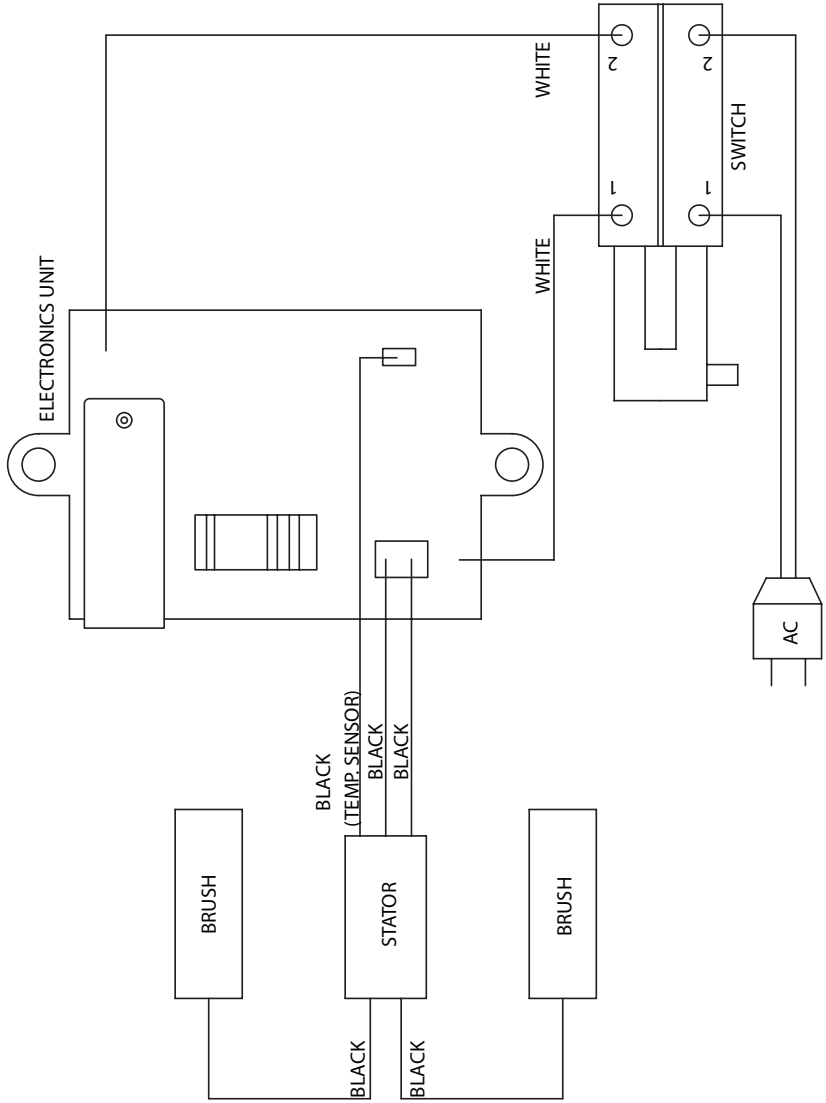 ELECTRONICS UNIT
WHITE
WHITE
2
1
2
1
SWITCH
AC
BLACK
(TEMP. SENSOR)
BLACK
BLACK
BRUSH
STATOR
BRUSH
BLACK
BLACK